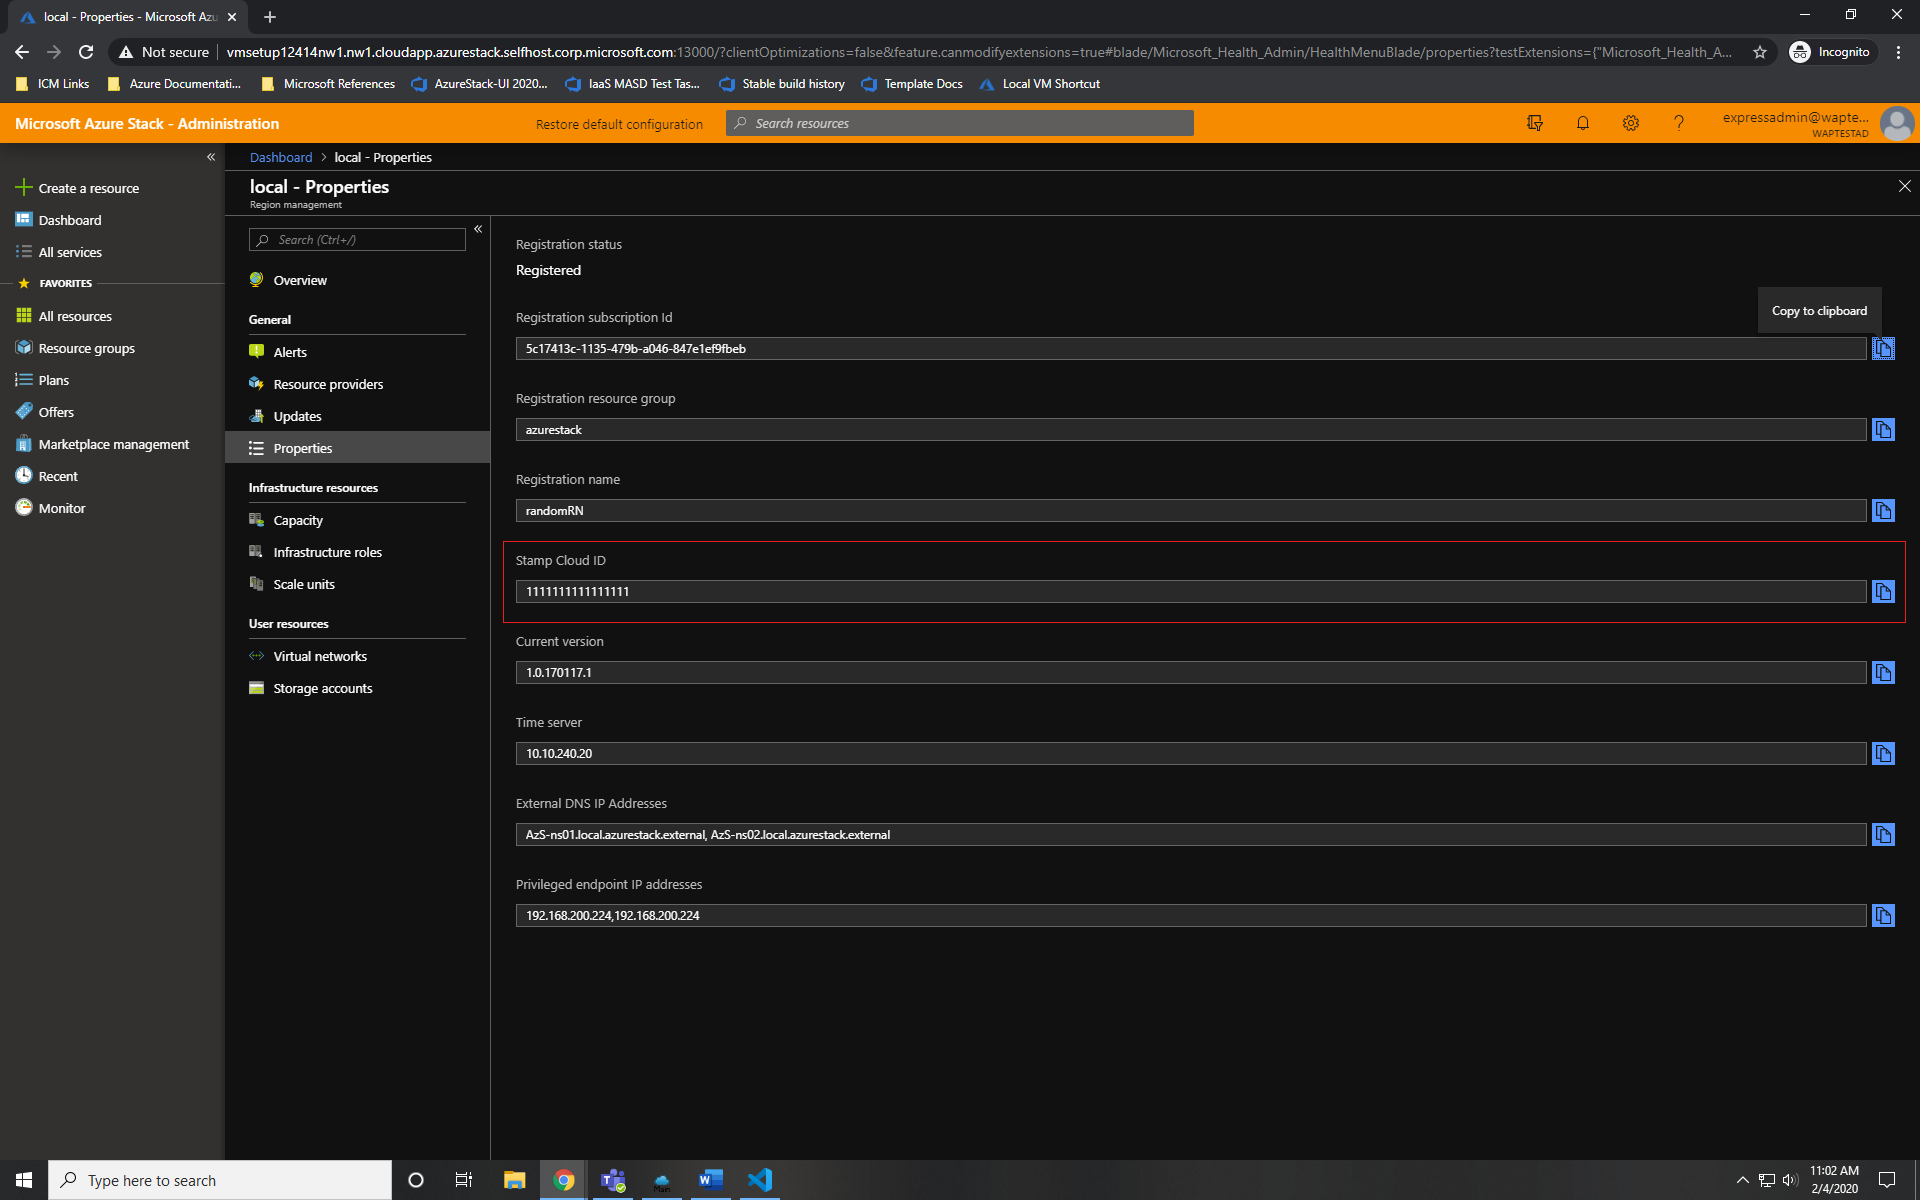 local - Properties - Microsoft Azu
Not secure
vmsetup12414nw1.nw1.cloudapp.azurestack.selfhost.corp.microsoft.com:13000/?clientOptimizations=false&feature.canmodifyextensions=true#blade/Microsoft_Health_Admin/HealthMenuBlade/properties?testExtensions={"Microsoft_Health_A...
Incognito
ICM Links
Azure Documentati...
Microsoft References
AzureStack-UI 2020...
IaaS MASD Test Tas...
Stable build history
Template Docs
Local VM Shortcut
Microsoft Azure Stack - Administration
Restore default configuration
Search resources
expressadmin@wapte...
WAPTESTAD
Create a resource
Dashboard
All services
FAVORITES
All resources
Resource groups
Plans
Offers
Marketplace management
Recent
Monitor
Dashboard > local - Properties
local - Properties
Region management
Search (Ctrl+/)
Overview
General
Alerts
Resource providers
Updates
Properties
Infrastructure resources
Capacity
Infrastructure roles
Scale units
User resources
Virtual networks
Storage accounts
Registration status
Registered
Registration subscription Id
Copy to clipboard
5c17413c-1135-479b-a046-847e1ef9fbeb
Registration resource group
azurestack
Registration name
randomRN
Stamp Cloud ID
1111111111111111
Current version
1.0.170117.1
Time server
10.10.240.20
External DNS IP Addresses
AzS-ns01.local.azurestack.external, AzS-ns02.local.azurestack.external
Privileged endpoint IP addresses
192.168.200.224,192.168.200.224
Type here to search
11:02 AM
2/4/2020